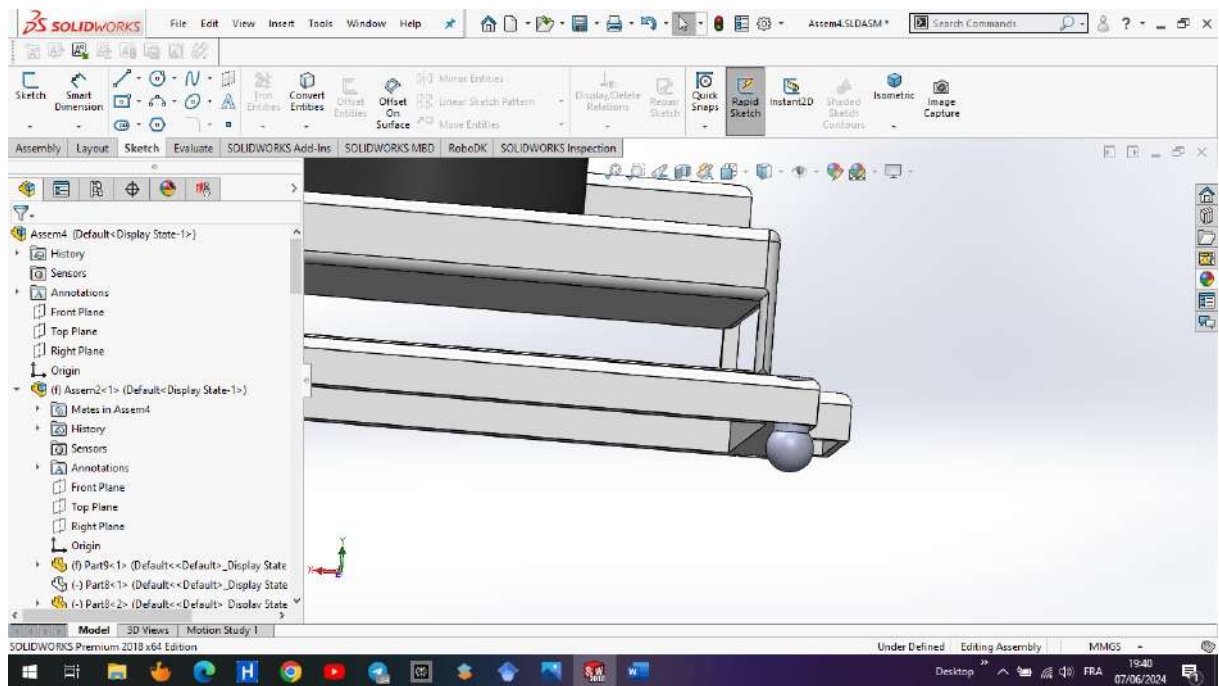 SOLIDWORKS File Edit View Insert Tools Window Help Assem4.SLDASM * Search Commands ?
Sketch Smart Dimension Trim Entities Convert Entities Offset Entities Offset On Surface Mirror Entities Linear Sketch Pattern Move Entities Display/Delete Relations Repair Sketch Quick Snaps Rapid Sketch Instant2D Shaded Sketch Contours Isometric Image Capture
Assembly Layout Sketch Evaluate SOLIDWORKS Add-Ins SOLIDWORKS MBD RoboDK SOLIDWORKS Inspection
Assem4 (Default<Display State-1>)
History
Sensors
Annotations
Front Plane
Top Plane
Right Plane
Origin
(f) Assem2<1> (Default<Display State-1>)
Mates in Assem4
History
Sensors
Annotations
Front Plane
Top Plane
Right Plane
Origin
(f) Part9<1> (Default<<Default>_Display State
(-) Part8<1> (Default<<Default>_Display State
(-) Part8<2> (Default<<Default>_Display State
Y
X
Model 3D Views Motion Study 1
SOLIDWORKS Premium 2018 x64 Edition Under Defined Editing Assembly MMGS
Desktop FRA 19:40
07/06/2024